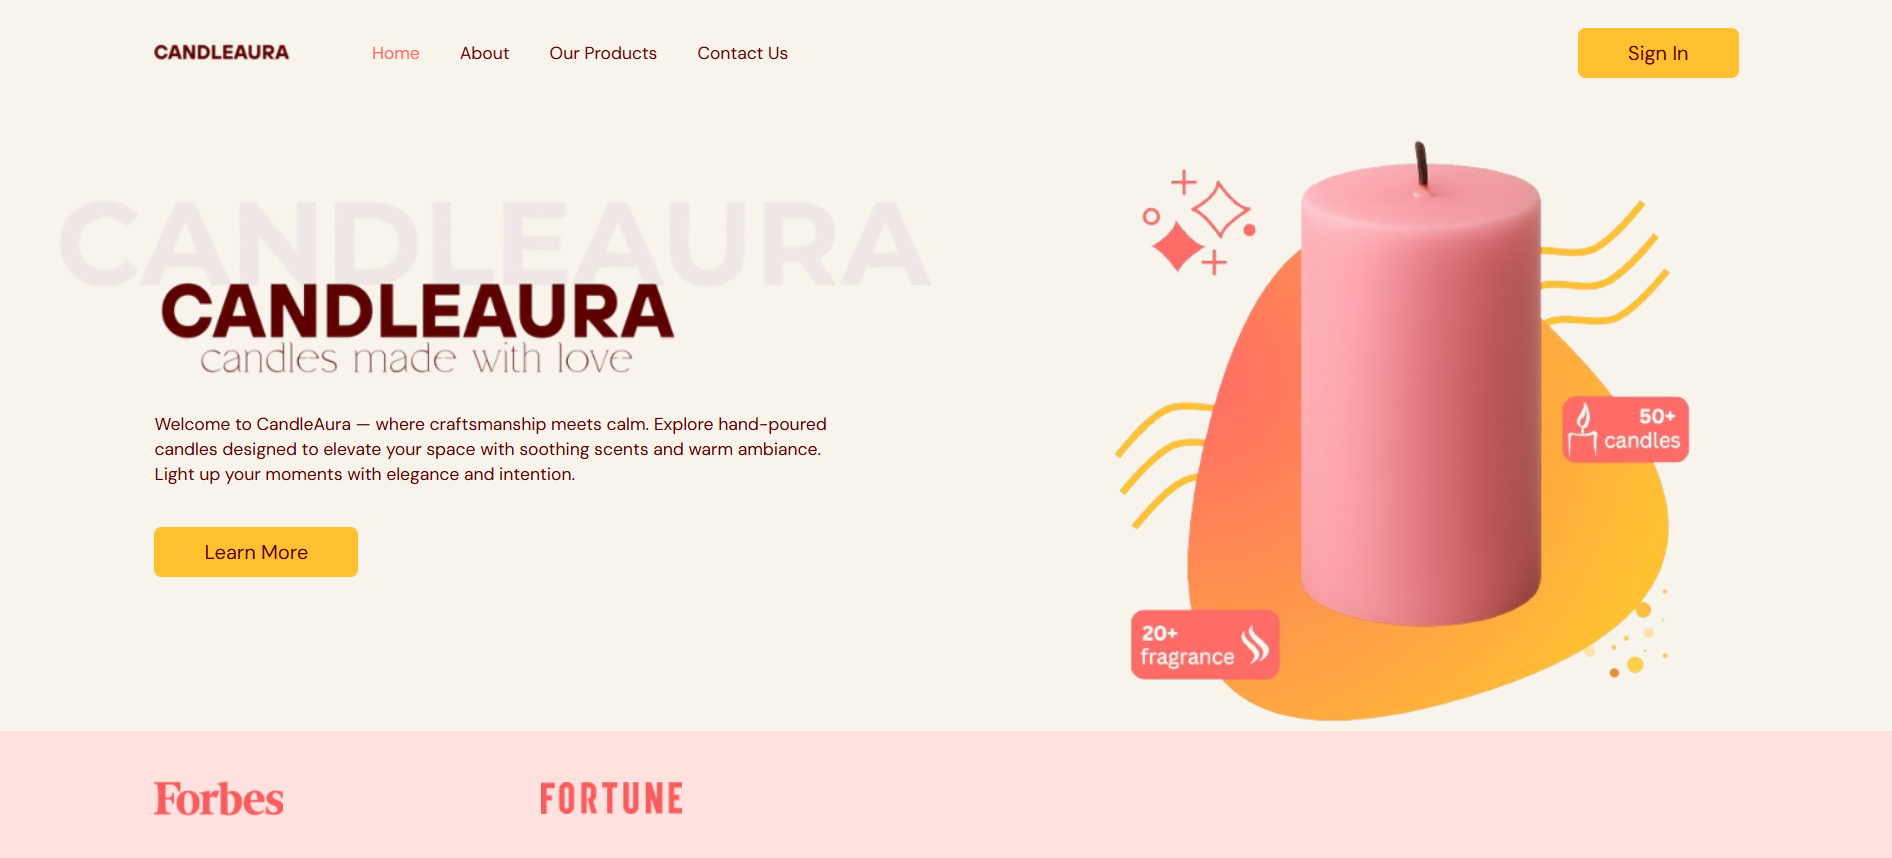 CANDLEAURA
Home
About
Our Products
Contact Us
Sign In
CANDLEAURA
CANDLEAURA
candles made with love
Welcome to CandleAura — where craftsmanship meets calm. Explore hand-poured
candles designed to elevate your space with soothing scents and warm ambiance.
Light up your moments with elegance and intention.
Learn More
50+
candles
20+
fragrance
Forbes
FORTUNE